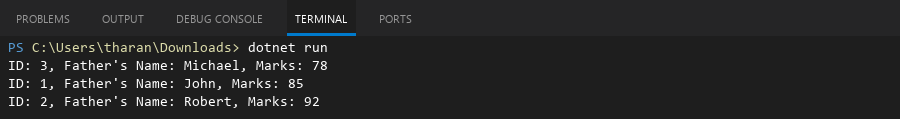 PROBLEMS OUTPUT DEBUG CONSOLE TERMINAL PORTS
PS C:\Users\tharan\Downloads> dotnet run
ID: 3, Father's Name: Michael, Marks: 78
ID: 1, Father's Name: John, Marks: 85
ID: 2, Father's Name: Robert, Marks: 92